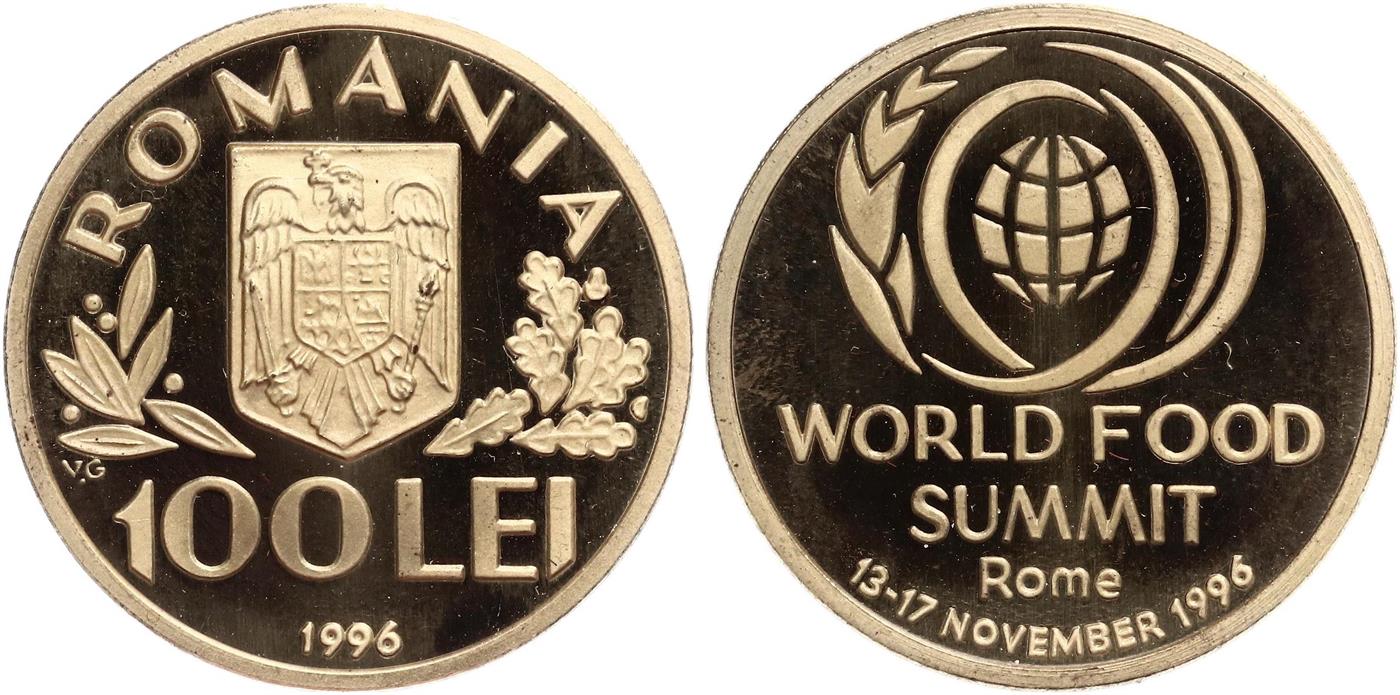 ROMANIA
V.G
100 LEI
1996
WORLD FOOD
SUMMIT
Rome
13-17 NOVEMBER 1996